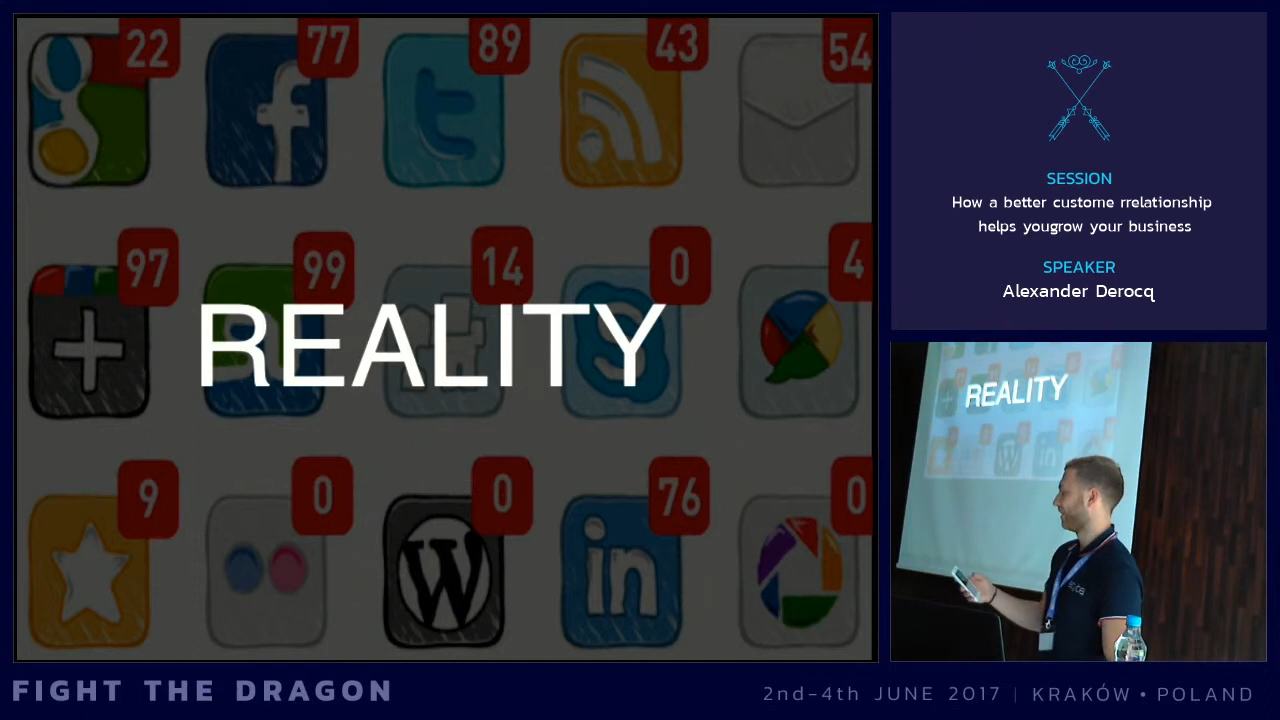 22 77 89 43 54
97 99 14 0 4
REALITY
9 0 0 76 0
SESSION
How a better custome rrelationship
helps yougrow your business
SPEAKER
Alexander Derocq
REALITY
FIGHT THE DRAGON
2nd-4th JUNE 2017 | KRAKÓW • POLAND